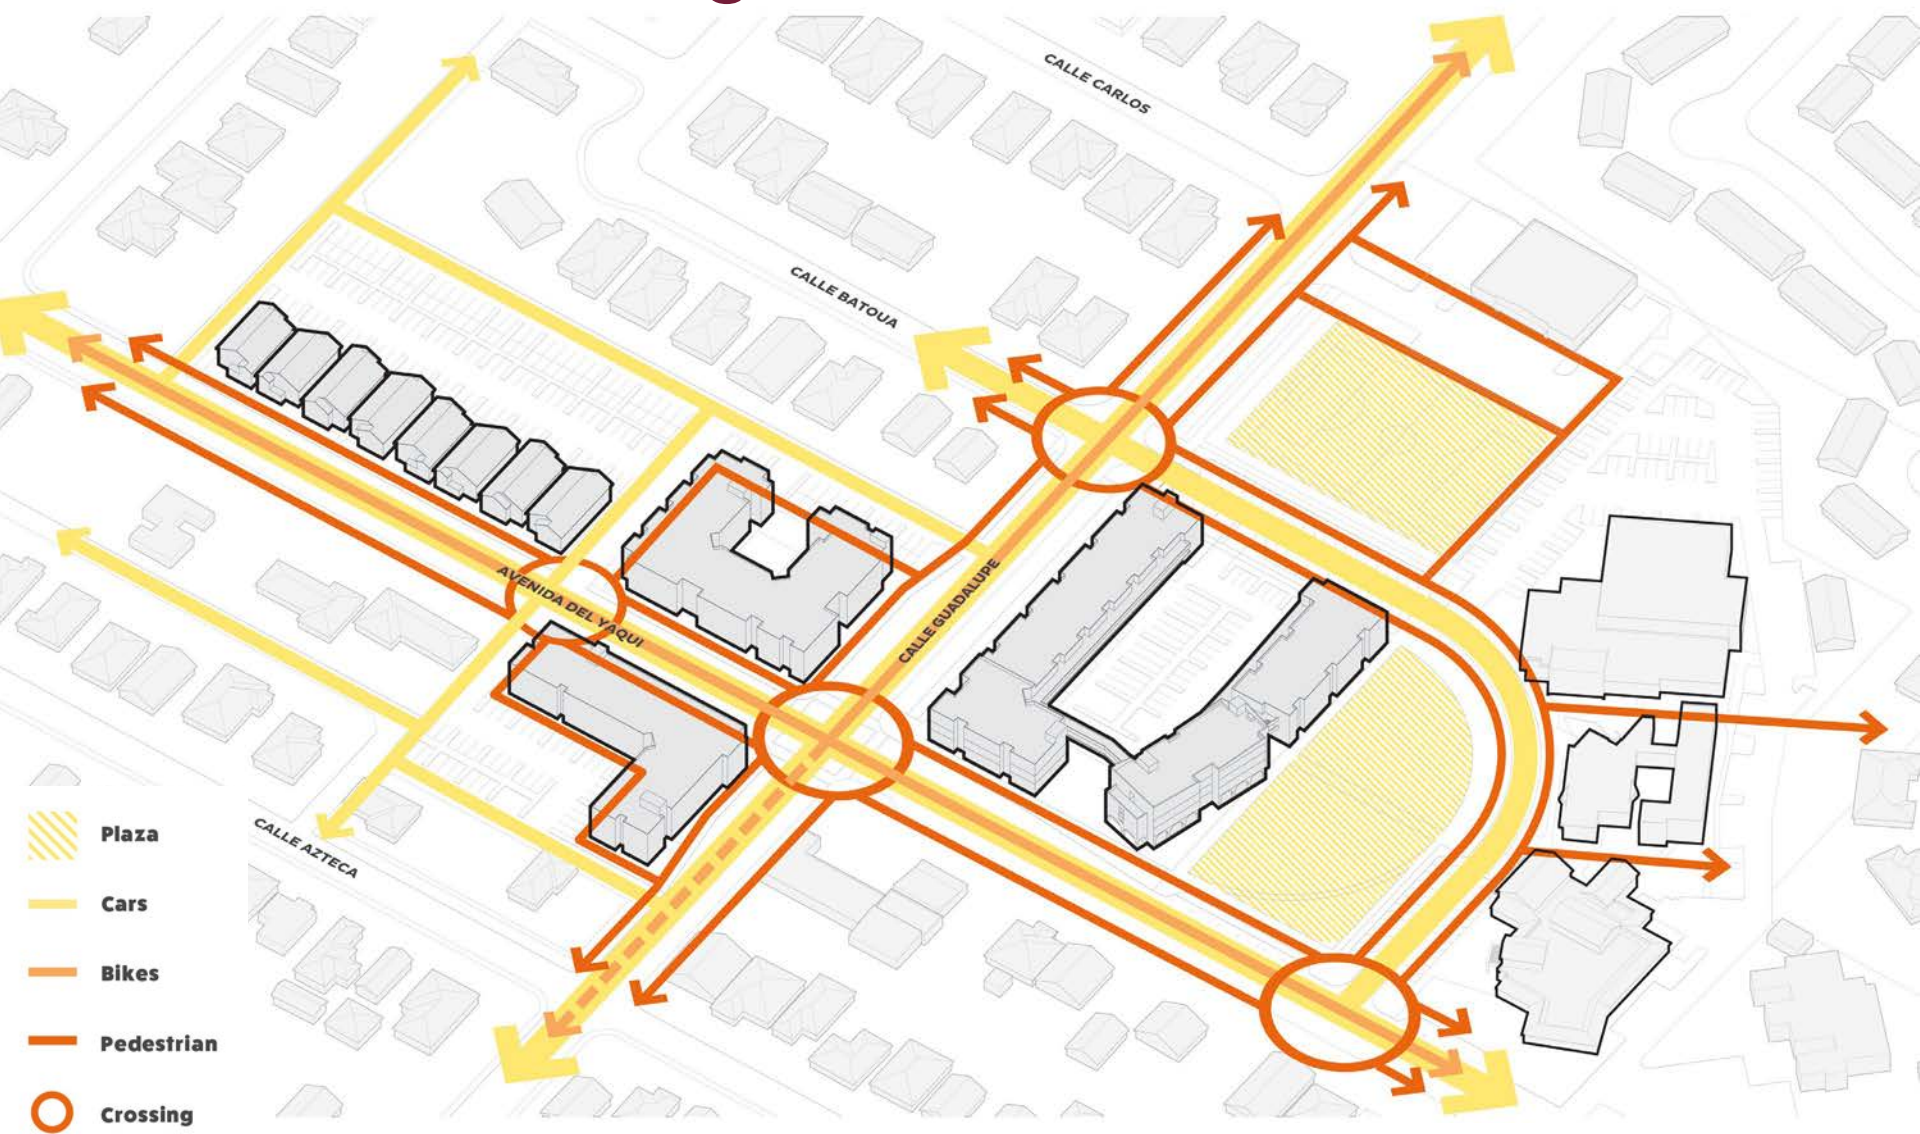 CALLE CARLOS
CALLE BATOUA
AVENIDA DEL YAQUI
CALLE GUADALUPE
CALLE AZTECA
Plaza
Cars
Bikes
Pedestrian
Crossing